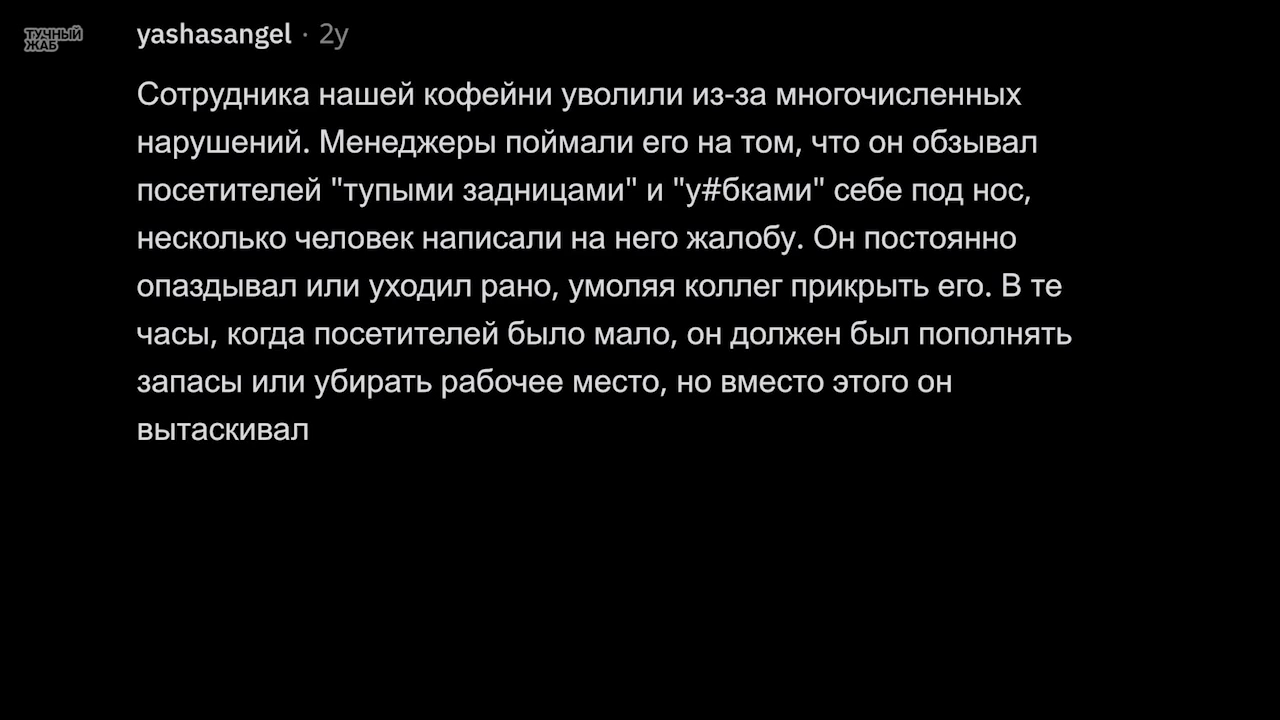 ТУЧНЫЙ
ЖАБ
yashasangel · 2y
Сотрудника нашей кофейни уволили из-за многочисленных
нарушений. Менеджеры поймали его на том, что он обзывал
посетителей "тупыми задницами" и "у#бками" себе под нос,
несколько человек написали на него жалобу. Он постоянно
опаздывал или уходил рано, умоляя коллег прикрыть его. В те
часы, когда посетителей было мало, он должен был пополнять
запасы или убирать рабочее место, но вместо этого он
вытаскивал